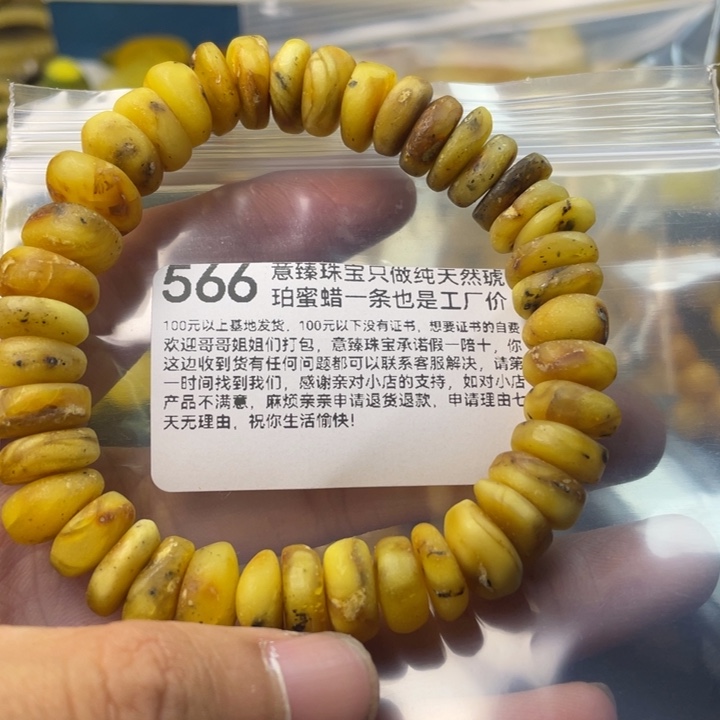 566
意臻珠宝只做纯天然琥
珀蜜蜡一条也是工厂价
100元以上基地发货，100元以下没有证书，想要证书的自费
欢迎哥哥姐姐们打包，意臻珠宝承诺假一陪十，你
这边收到货有任何问题都可以联系客服解决，请第
一时间找到我们，感谢亲对小店的支持，如对小店
产品不满意，麻烦亲亲申请退货退款，申请理由七
天无理由，祝你生活愉快！